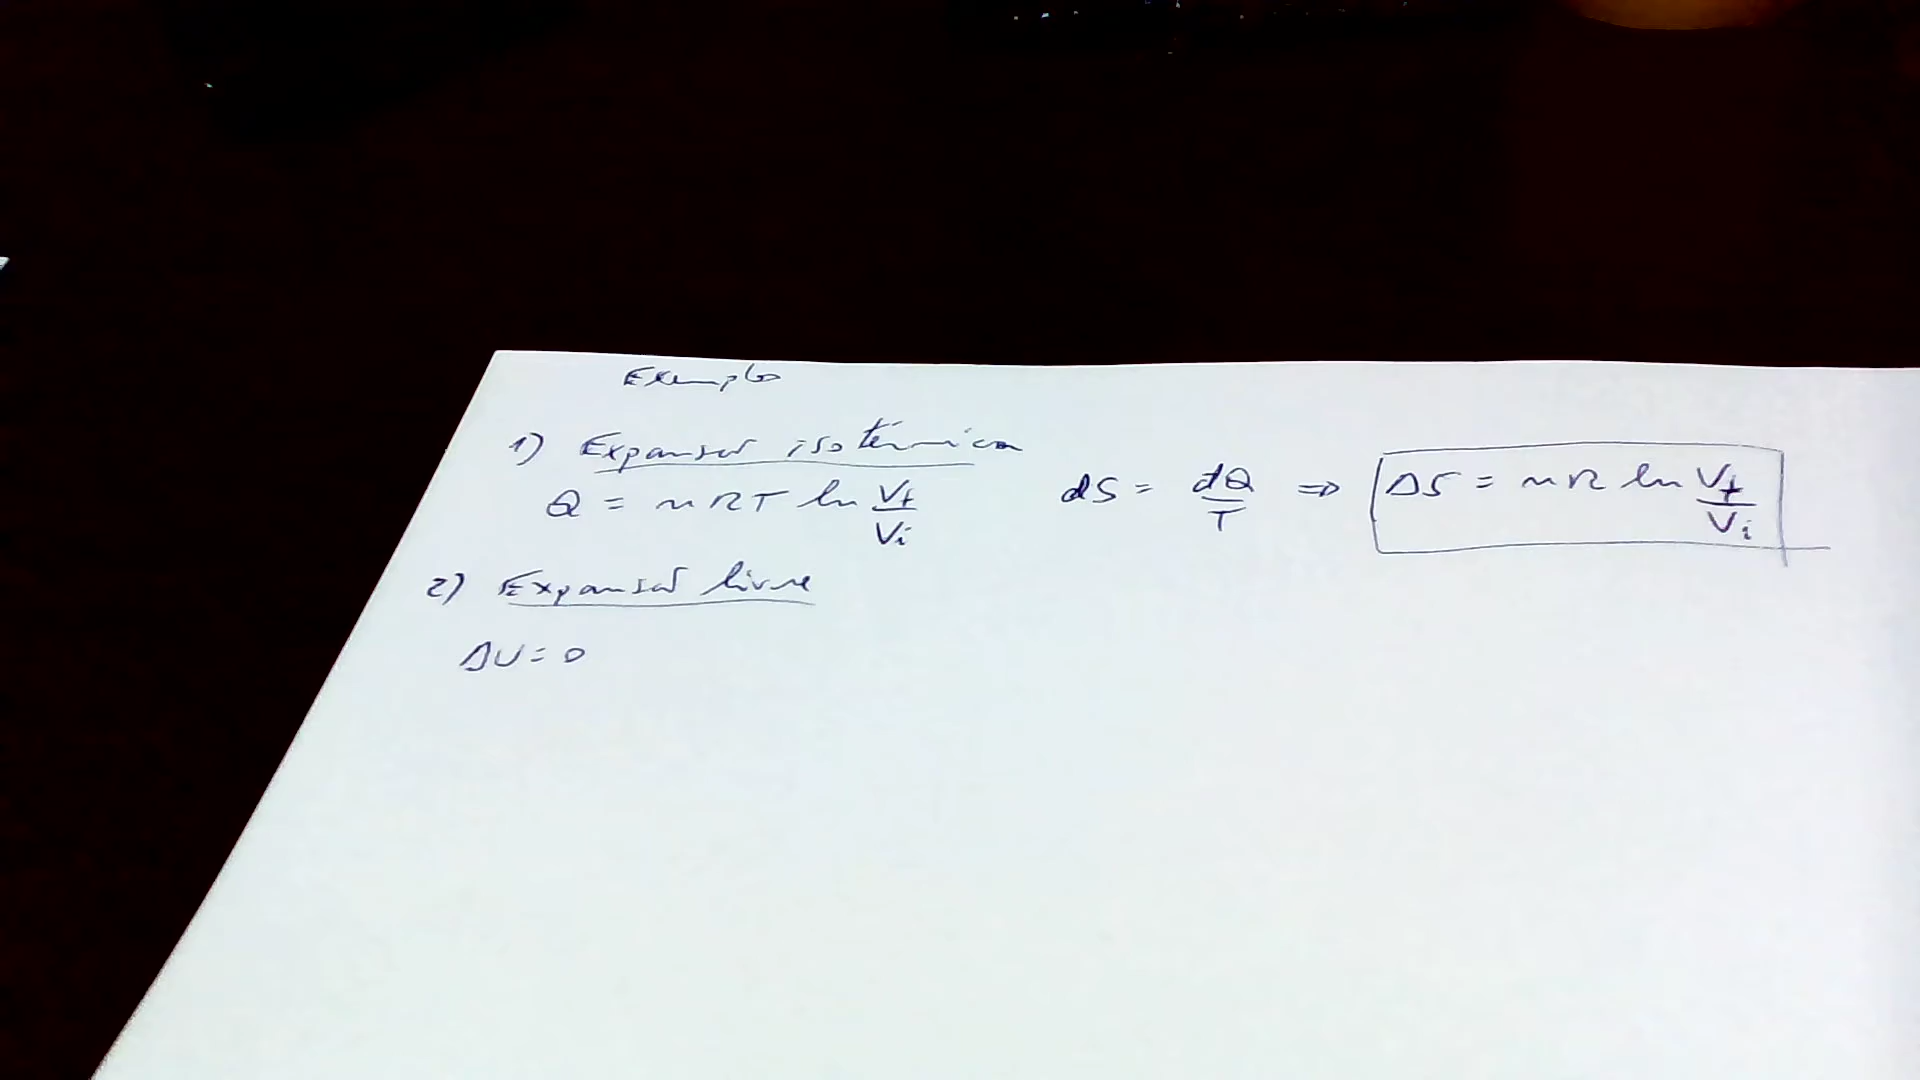 Exemplo
1) Expansão isotérmica
Q = nRT ln Vf/Vi    dS = dQ/T ⇒ ΔS = nR ln Vf/Vi
2) Expansão livre
ΔU = 0